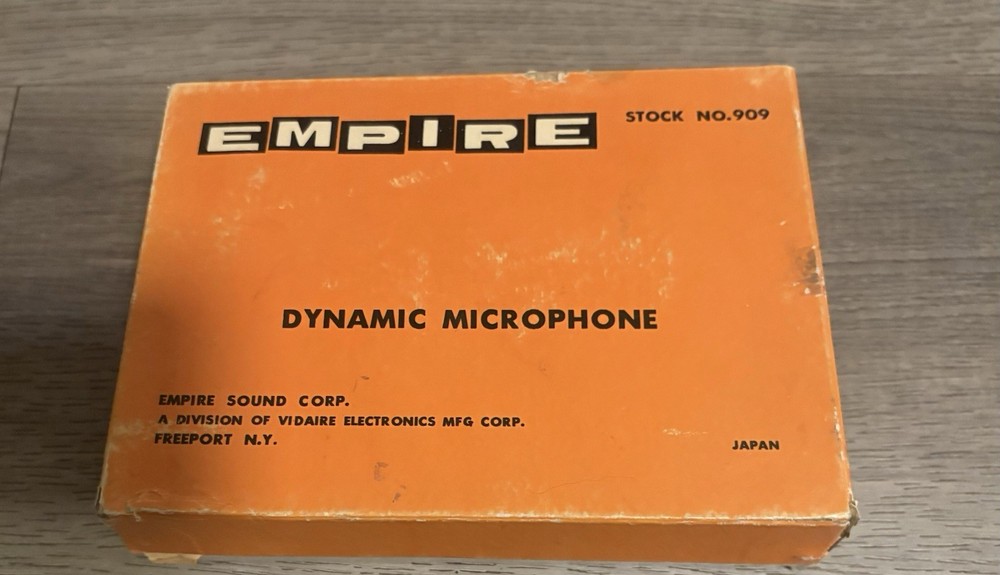 EMPIRE
STOCK NO.909
DYNAMIC MICROPHONE
EMPIRE SOUND CORP.
A DIVISION OF VIDAIRE ELECTRONICS MFG CORP.
FREEPORT N.Y.
JAPAN